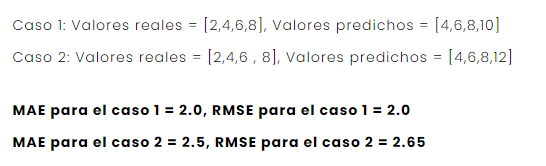 Caso 1: Valores reales = [2,4,6,8], Valores predichos = [4,6,8,10]
Caso 2: Valores reales = [2,4,6 , 8], Valores predichos = [4,6,8,12]
MAE para el caso 1 = 2.0, RMSE para el caso 1 = 2.0
MAE para el caso 2 = 2.5, RMSE para el caso 2 = 2.65